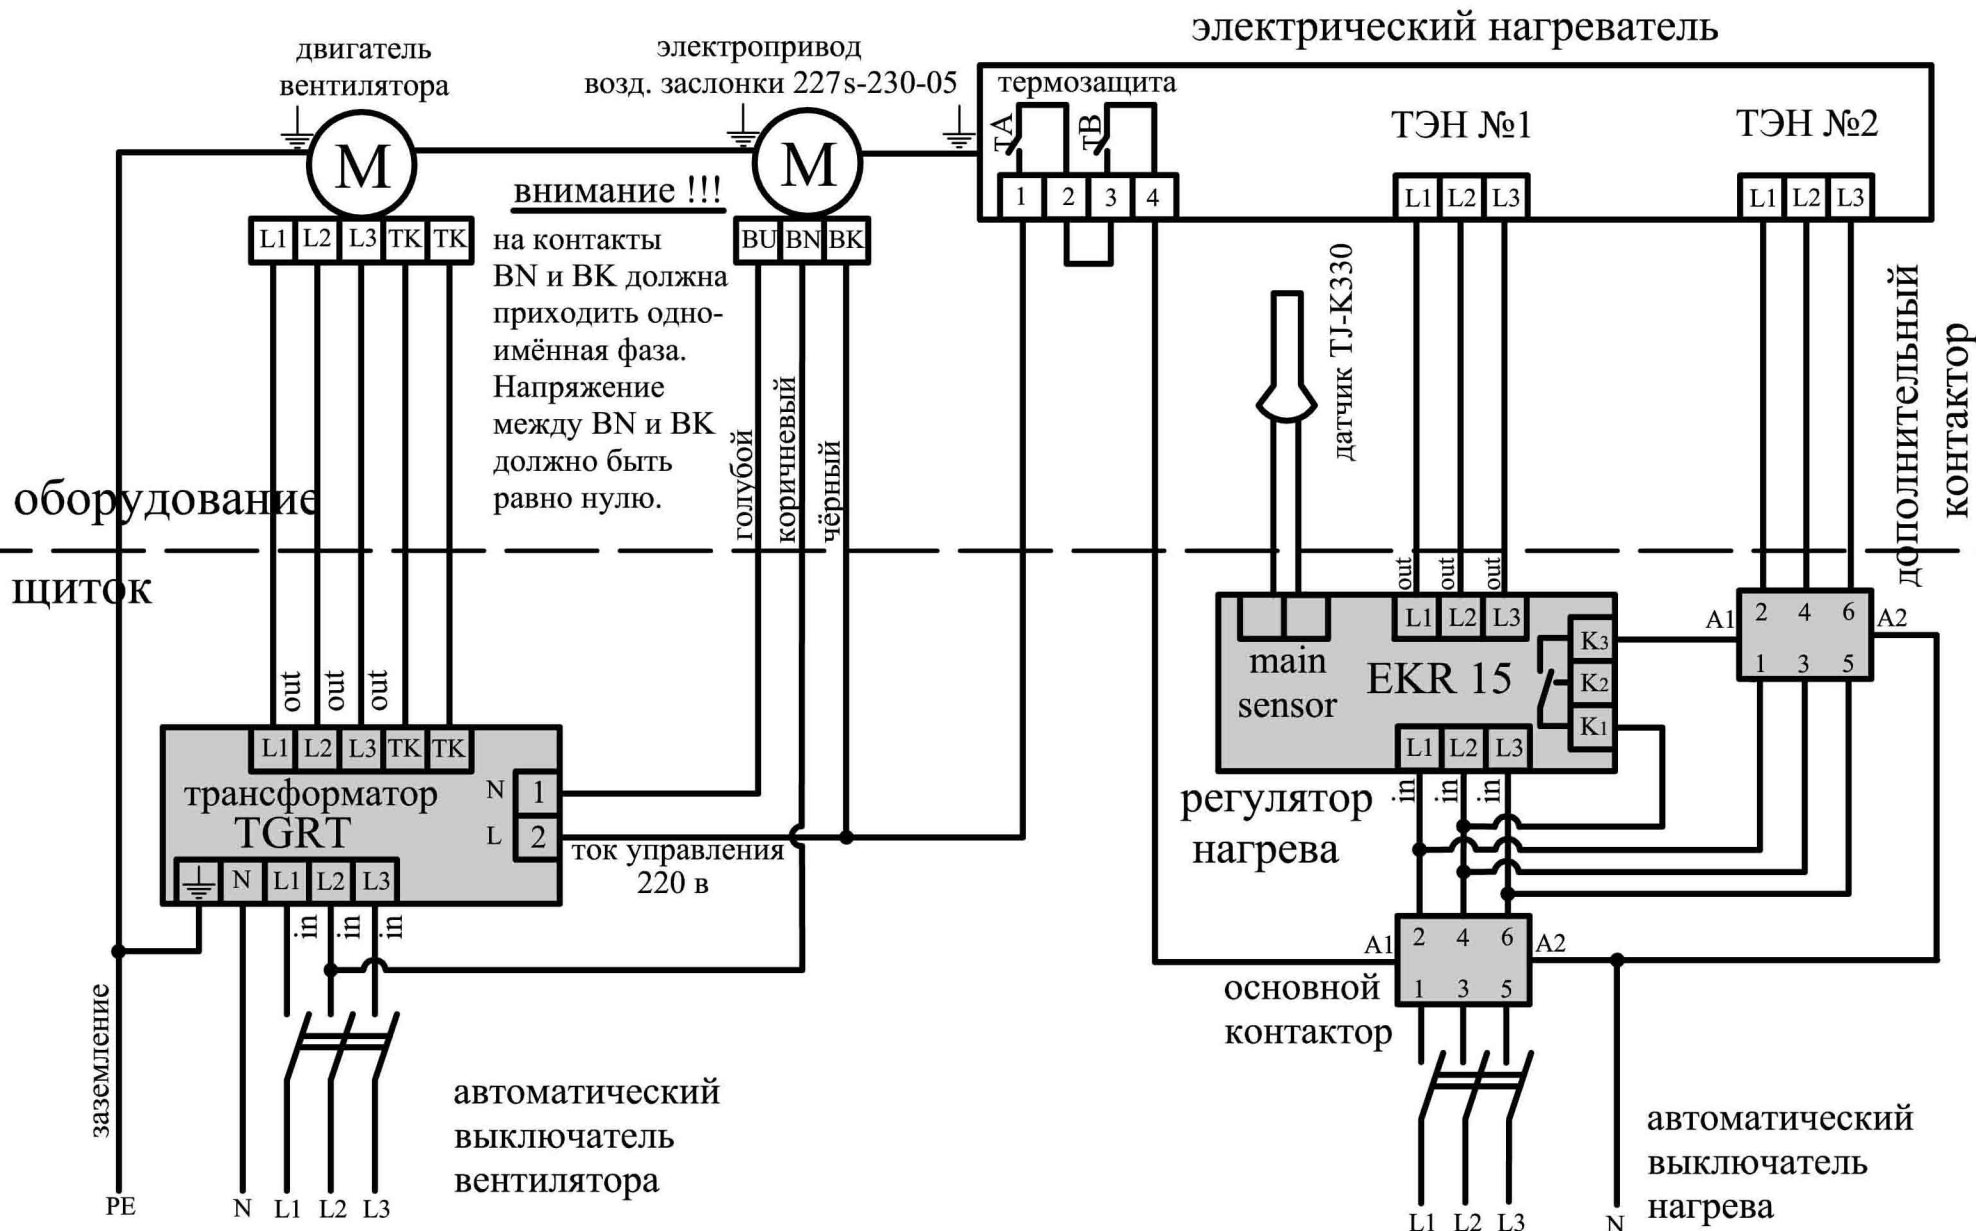 электрический нагреватель
двигатель
вентилятора
электропривод
возд. заслонки 227s-230-05
термозащита
TA
TB
ТЭН №1
ТЭН №2
M
M
1 2 3 4
L1 L2 L3
L1 L2 L3
L1 L2 L3 TK TK
BU BN BK
внимание !!!
на контакты
BN и BK должна
приходить одно-
имённая фаза.
Напряжение
между BN и BK
должно быть
равно нулю.
голубой
коричневый
чёрный
датчик TJ-K330
дополнительный
контактор
оборудование
щиток
out out out
L1 L2 L3 TK TK
трансформатор
TGRT
N 1
L 2
ток управления
220 в
N L1 L2 L3
in in in
заземление
автоматический
выключатель
вентилятора
PE N L1 L2 L3
out out out
L1 L2 L3
main
sensor
EKR 15
K3
K2
K1
L1 L2 L3
in in in
регулятор
нагрева
A1 2 4 6 A2
1 3 5
A1 2 4 6 A2
1 3 5
основной
контактор
автоматический
выключатель
нагрева
L1 L2 L3 N